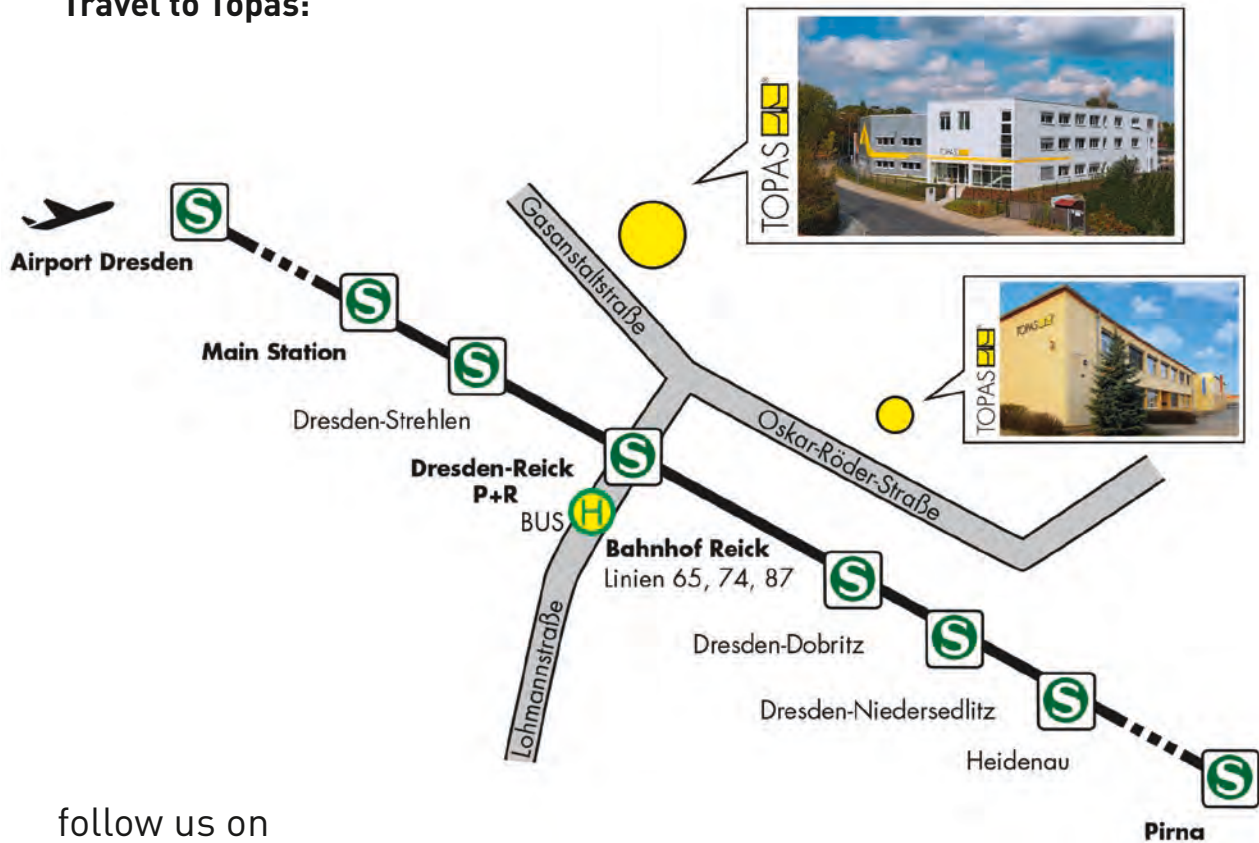 Travel to Topas:
TOPAS
Gasanstaltstraße
Airport Dresden
S
S
Main Station
TOPAS
TOPAS
S
Dresden-Strehlen
Oskar-Röder-Straße
S
Dresden-Reick
P+R
BUS H
Bahnhof Reick
Linien 65, 74, 87
Lohmannstraße
S
Dresden-Dobritz
S
Dresden-Niedersedlitz
S
Heidenau
S
Pirna
follow us on